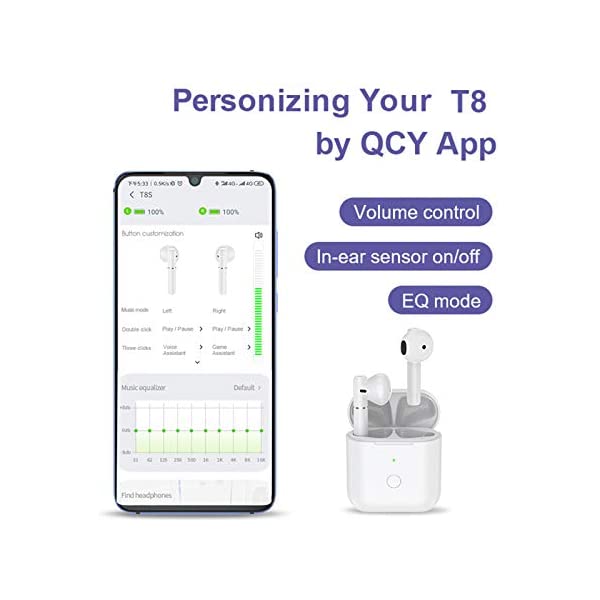 Personizing Your T8
by QCY App
Volume control
In-ear sensor on/off
EQ mode
下午5:33 | 0.5K/s
4G 4G
T8S
L 100% R 100%
Button customization
Music mode Left Right
Double click Play / Pause Play / Pause
Three clicks Voice Assistant Game Assistant
Music equalizer Default
+8db
0db
-8db
31 62 125 250 500 1K 2K 4K 8K 16K
Find headphones